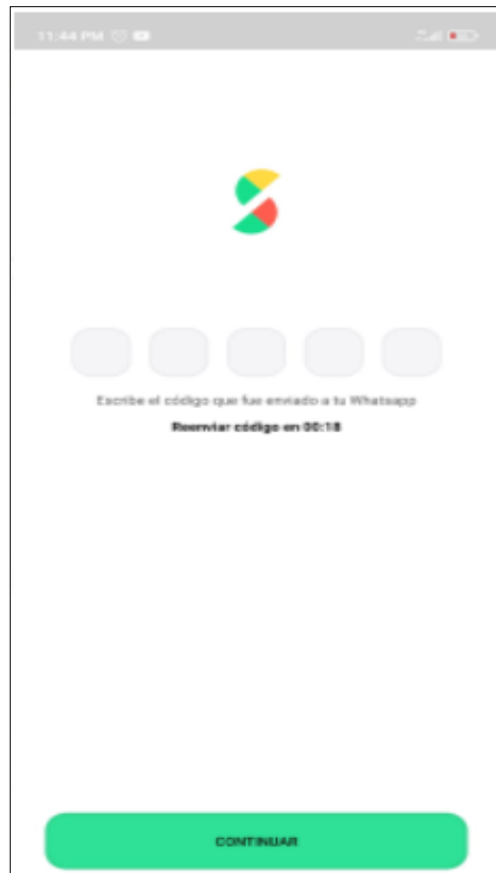 11:44 PM
Escribe el código que fue enviado a tu Whatsapp
Reenviar código en 00:18
CONTINUAR